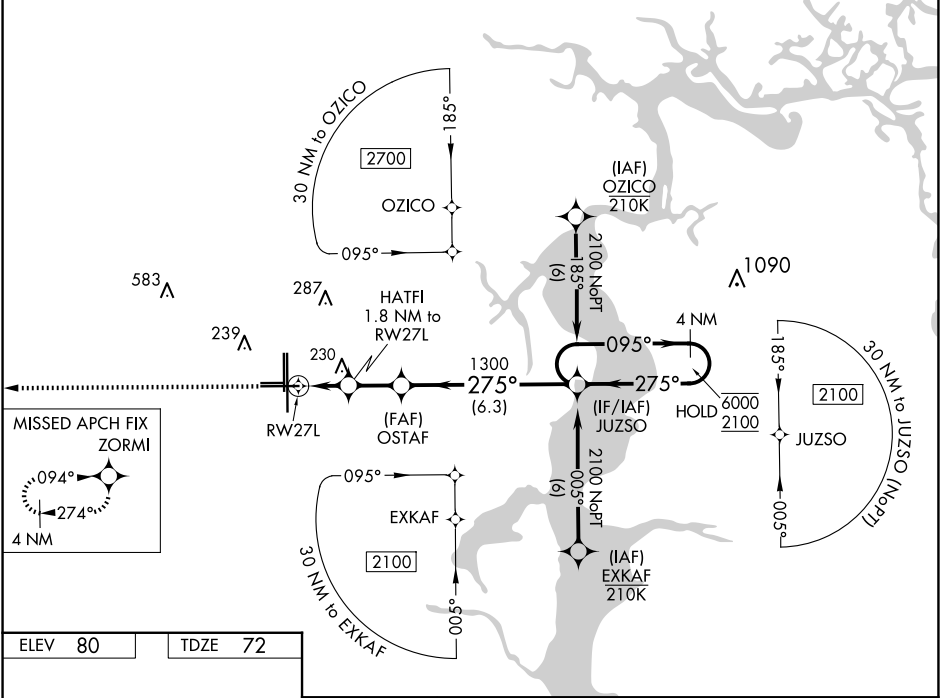 30 NM to OZICO
185°
2700
OZICO
095°
(IAF)
OZICO
210K
2100 NoPT
185°
(6)
1090
583
287
HATFI
1.8 NM to
RW27L
239
230
4 NM
095°
1300
275°
(6.3)
275°
RW27L
(FAF)
OSTAF
(IF/IAF)
JUZSO
HOLD
6000
2100
185°
30 NM to JUZSO (NoPT)
2100
JUZSO
005°
MISSED APCH FIX
ZORMI
094°
274°
4 NM
095°
EXKAF
2100
30 NM to EXKAF
005°
2100 NoPT
005°
(6)
(IAF)
EXKAF
210K
ELEV 80
TDZE 72